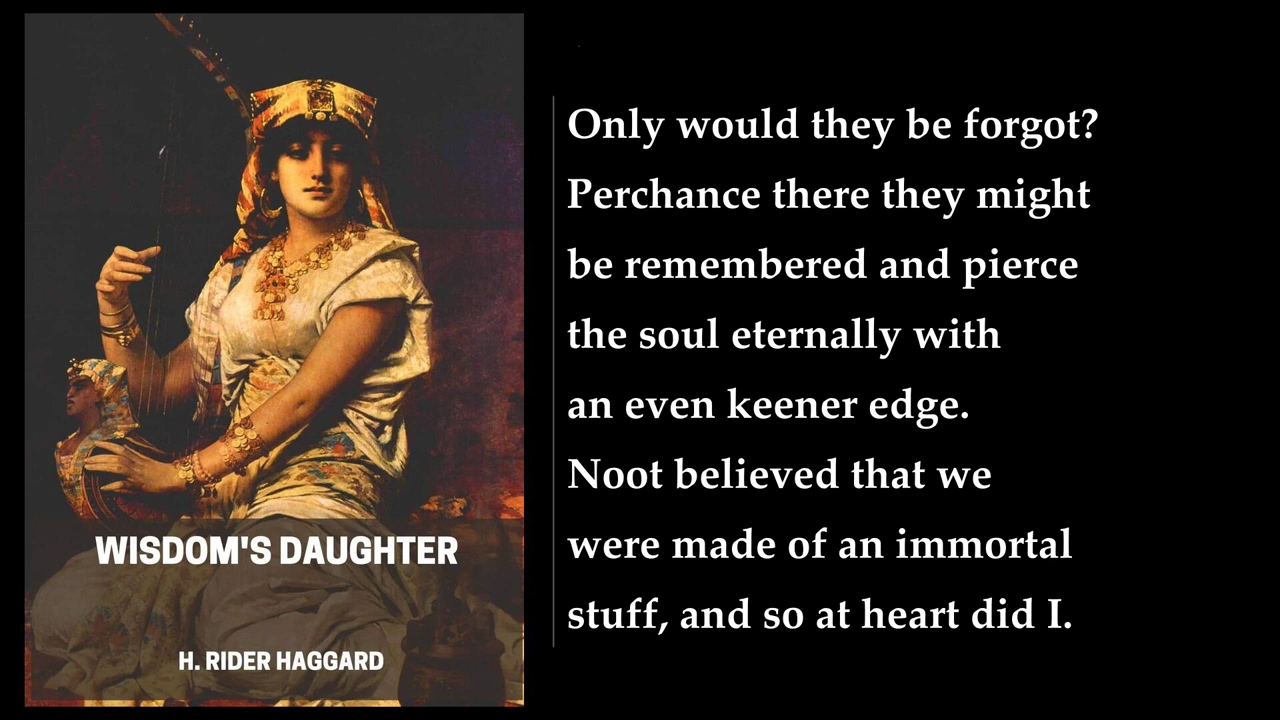 WISDOM'S DAUGHTER
H. RIDER HAGGARD
Only would they be forgot?
Perchance there they might
be remembered and pierce
the soul eternally with
an even keener edge.
Noot believed that we
were made of an immortal
stuff, and so at heart did I.